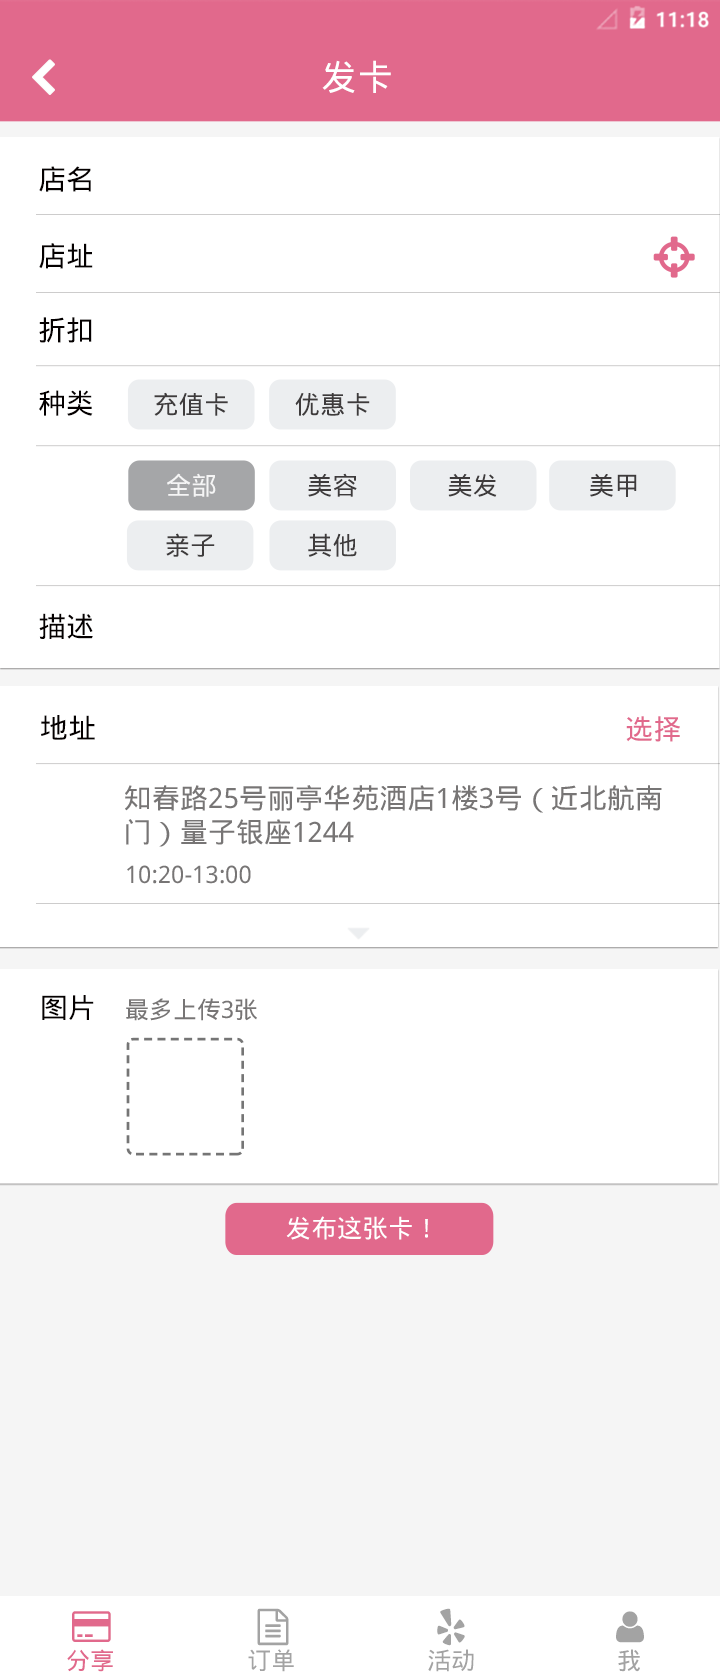 11:18
发卡
店名
店址
折扣
种类 充值卡 优惠卡
全部 美容 美发 美甲
亲子 其他
描述
地址 选择
知春路25号丽亭华苑酒店1楼3号（近北航南
门）量子银座1244
10:20-13:00
图片 最多上传3张
发布这张卡！
分享 订单 活动 我